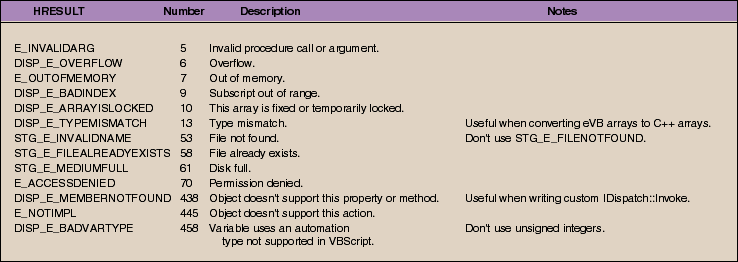 HRESULT Number Description Notes
E_INVALIDARG 5 Invalid procedure call or argument.
DISP_E_OVERFLOW 6 Overflow.
E_OUTOFMEMORY 7 Out of memory.
DISP_E_BADINDEX 9 Subscript out of range.
DISP_E_ARRAYISLOCKED 10 This array is fixed or temporarily locked.
DISP_E_TYPEMISMATCH 13 Type mismatch. Useful when converting eVB arrays to C++ arrays.
STG_E_INVALIDNAME 53 File not found. Don't use STG_E_FILENOTFOUND.
STG_E_FILEALREADYEXISTS 58 File already exists.
STG_E_MEDIUMFULL 61 Disk full.
E_ACCESSDENIED 70 Permission denied.
DISP_E_MEMBERNOTFOUND 438 Object doesn't support this property or method. Useful when writing custom IDispatch::Invoke.
E_NOTIMPL 445 Object doesn't support this action.
DISP_E_BADVARTYPE 458 Variable uses an automation Don't use unsigned integers.
type not supported in VBScript.